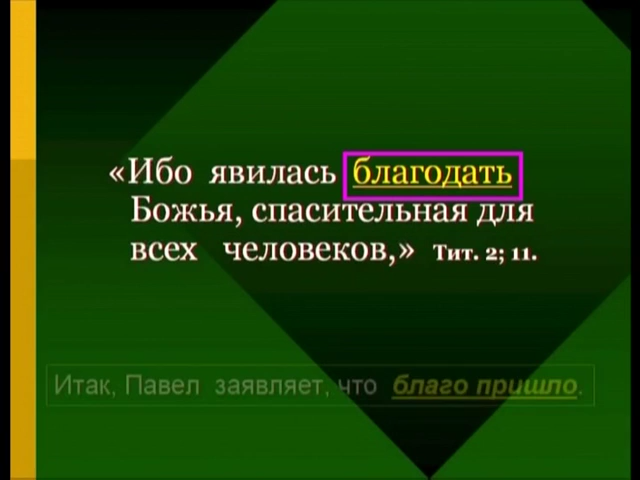 «Ибо явилась благодать
Божья, спасительная для
всех человеков,» Тит. 2; 11.
Итак, Павел заявляет, что благо пришло.